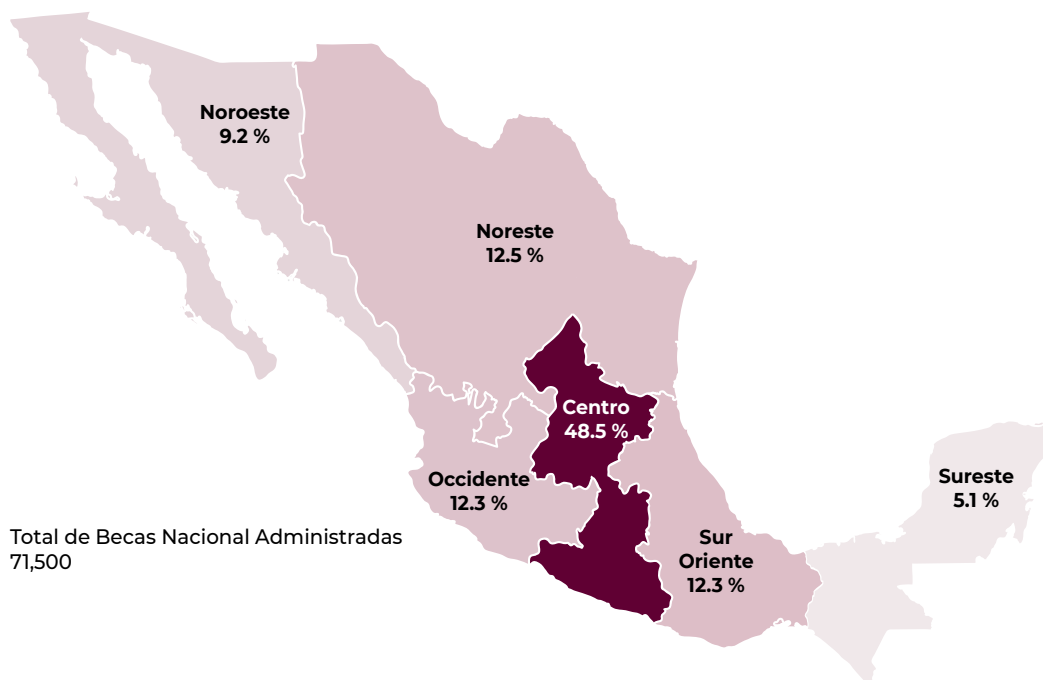 Noroeste
9.2 %
Noreste
12.5 %
Centro
48.5 %
Occidente
12.3 %
Sureste
5.1 %
Sur
Oriente
12.3 %
Total de Becas Nacional Administradas
71,500